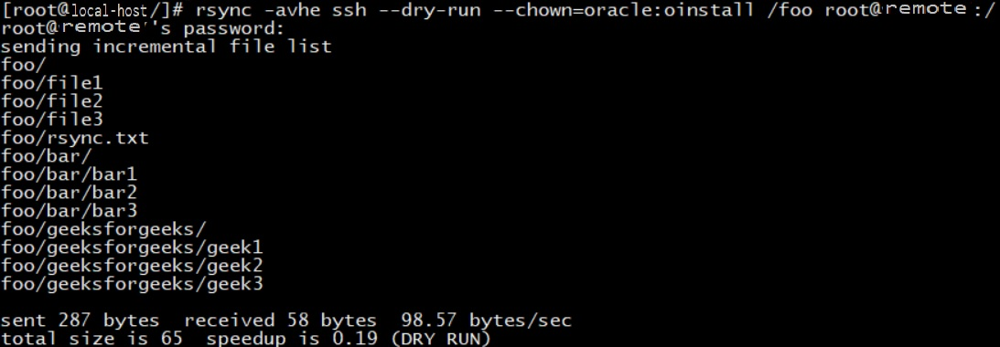 [root@local-host/]# rsync -avhe ssh --dry-run --chown=oracle:oinstall /foo root@remote:/
root@remote's password:
sending incremental file list
foo/
foo/file1
foo/file2
foo/file3
foo/rsync.txt
foo/bar/
foo/bar/bar1
foo/bar/bar2
foo/bar/bar3
foo/geeksforgeeks/
foo/geeksforgeeks/geek1
foo/geeksforgeeks/geek2
foo/geeksforgeeks/geek3
sent 287 bytes  received 58 bytes  98.57 bytes/sec
total size is 65  speedup is 0.19 (DRY RUN)